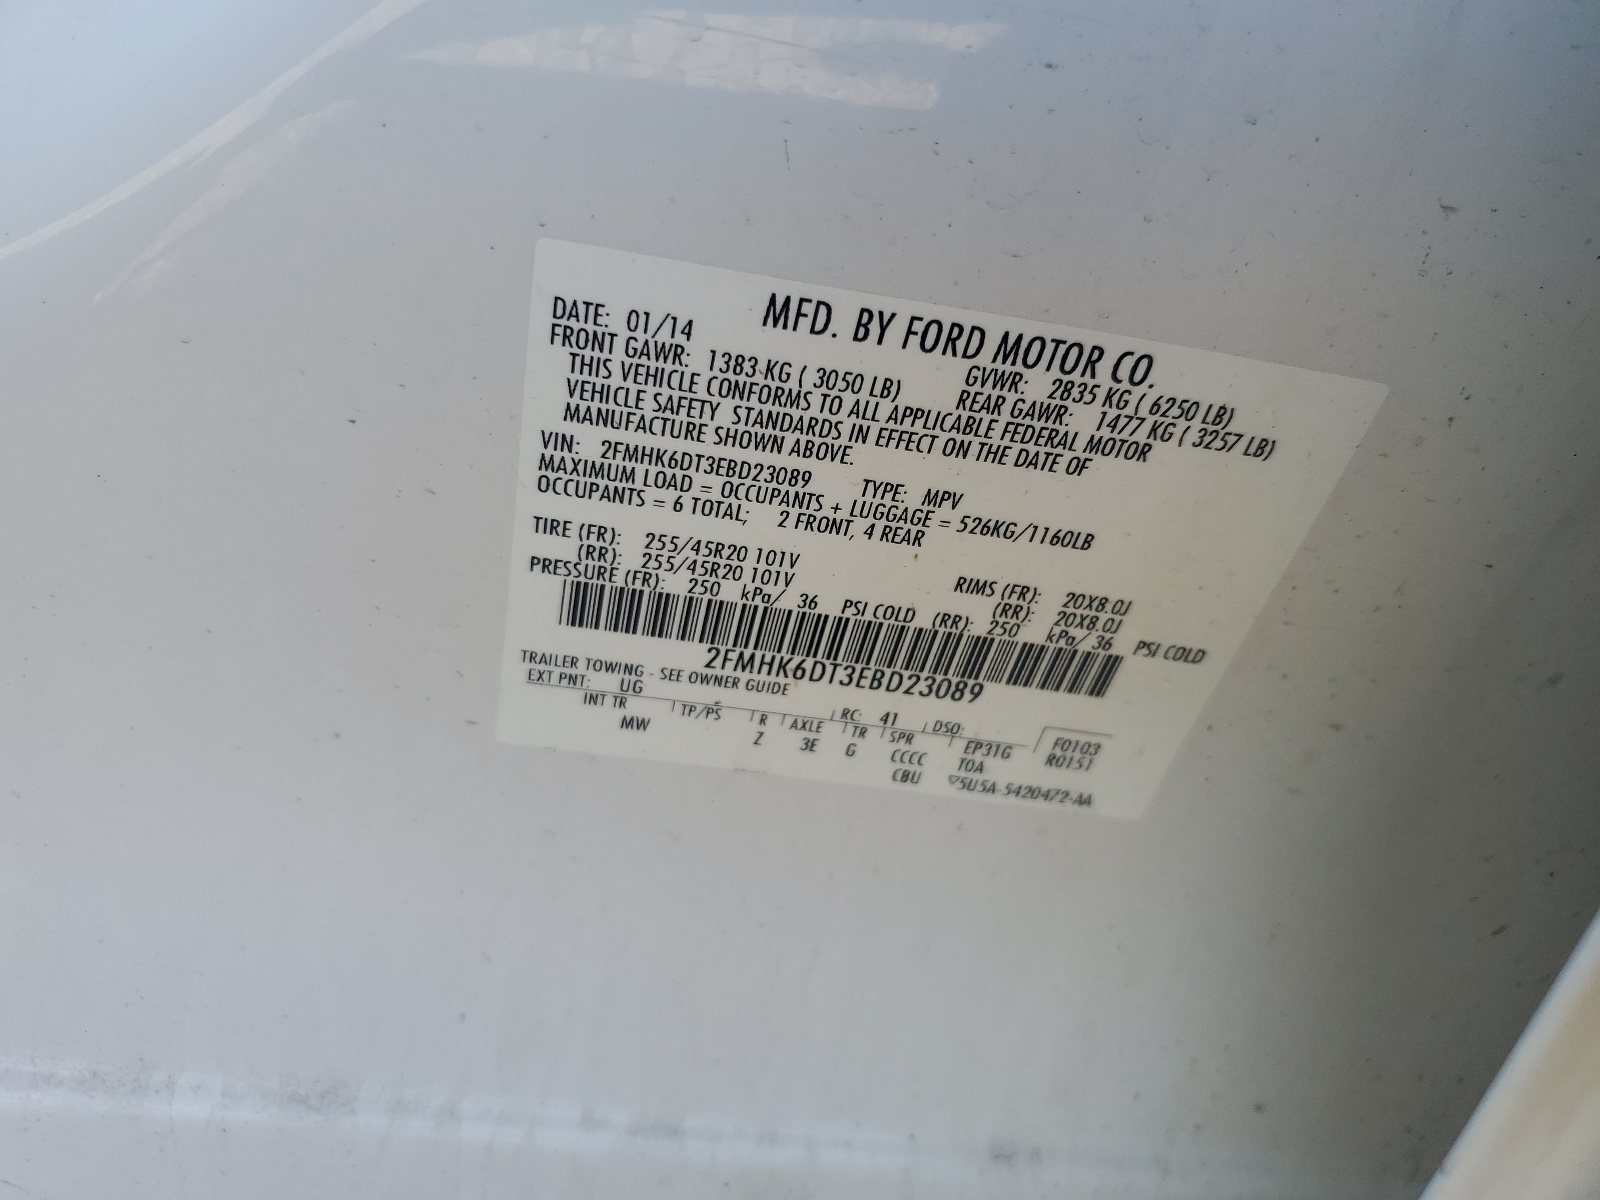 MFD. BY FORD MOTOR CO.
DATE: 01/14 GVWR: 2835 KG ( 6250 LB)
FRONT GAWR: 1383 KG ( 3050 LB) REAR GAWR: 1477 KG ( 3257 LB)
THIS VEHICLE CONFORMS TO ALL APPLICABLE FEDERAL MOTOR
VEHICLE SAFETY STANDARDS IN EFFECT ON THE DATE OF
MANUFACTURE SHOWN ABOVE.
VIN: 2FMHK6DT3EBD23089 TYPE: MPV
MAXIMUM LOAD = OCCUPANTS + LUGGAGE = 526KG/1160LB
OCCUPANTS = 6 TOTAL; 2 FRONT, 4 REAR
TIRE (FR): 255/45R20 101V RIMS (FR): 20X8.0J
(RR): 255/45R20 101V (RR): 20X8.0J
PRESSURE (FR): 250 kPa/ 36 PSI COLD (RR): 250 kPa/ 36 PSI COLD
2FMHK6DT3EBD23089
TRAILER TOWING - SEE OWNER GUIDE
EXT PNT: UG RC: 41 DSO:
INT TR TP/PS R AXLE TR SPR EP31G F0103
MW Z 3E G CCCC TOA R0151
CBU ▽5U5A-5420472-AA